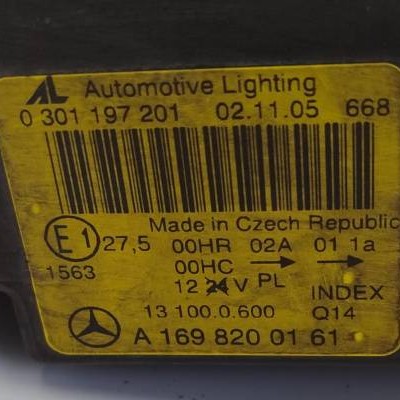 AL Automotive Lighting
0 301 197 201 02.11.05 668
Made in Czech Republic
E1 27,5 00HR 02A 01 1a
1563 00HC → →
12 24 V PL INDEX
13 100.0.600 Q14
A 169 820 01 61